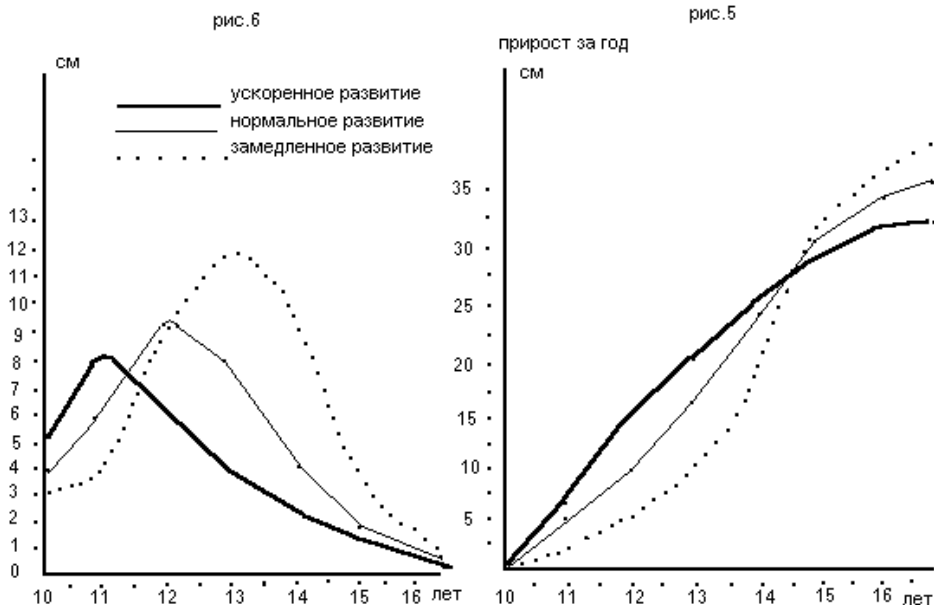 рис.6
см
ускоренное развитие
нормальное развитие
замедленное развитие
13
12
11
10
9
8
7
6
5
4
3
2
1
0
10 11 12 13 14 15 16 лет
рис.5
прирост за год
см
35
30
25
20
15
10
5
10 11 12 13 14 15 16 лет